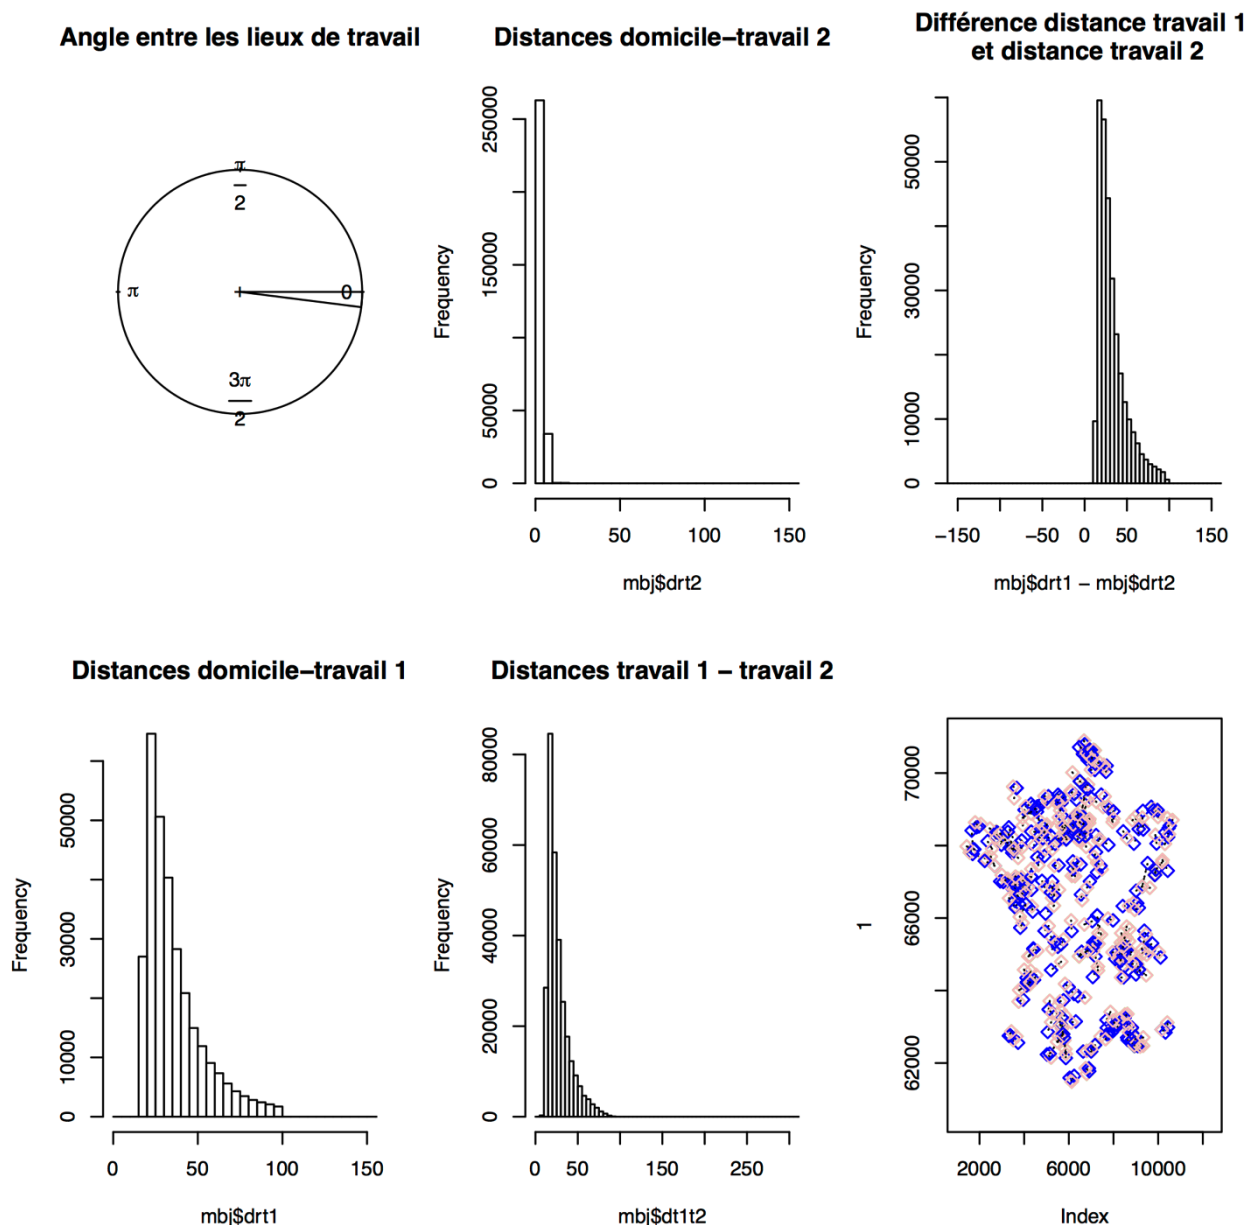 Angle entre les lieux de travail
π
2
π
0
3π
2
Distances domicile–travail 2
Frequency
0
50000
150000
250000
0 50 100 150
mbj$drt2
Différence distance travail 1
et distance travail 2
Frequency
0
10000
30000
50000
−150 −50 0 50 150
mbj$drt1 − mbj$drt2
Distances domicile–travail 1
Frequency
0
10000
30000
50000
0 50 100 150
mbj$drt1
Distances travail 1 – travail 2
Frequency
0
20000
40000
60000
80000
0 50 150 250
mbj$dt1t2
1
62000
66000
70000
2000 6000 10000
Index